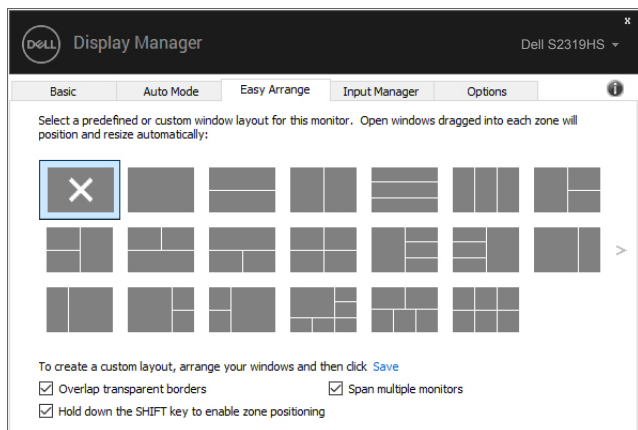 x
DELL Display Manager
Dell S2319HS
Basic Auto Mode Easy Arrange Input Manager Options i
Select a predefined or custom window layout for this monitor. Open windows dragged into each zone will
position and resize automatically:
>
To create a custom layout, arrange your windows and then click Save
Overlap transparent borders Span multiple monitors
Hold down the SHIFT key to enable zone positioning